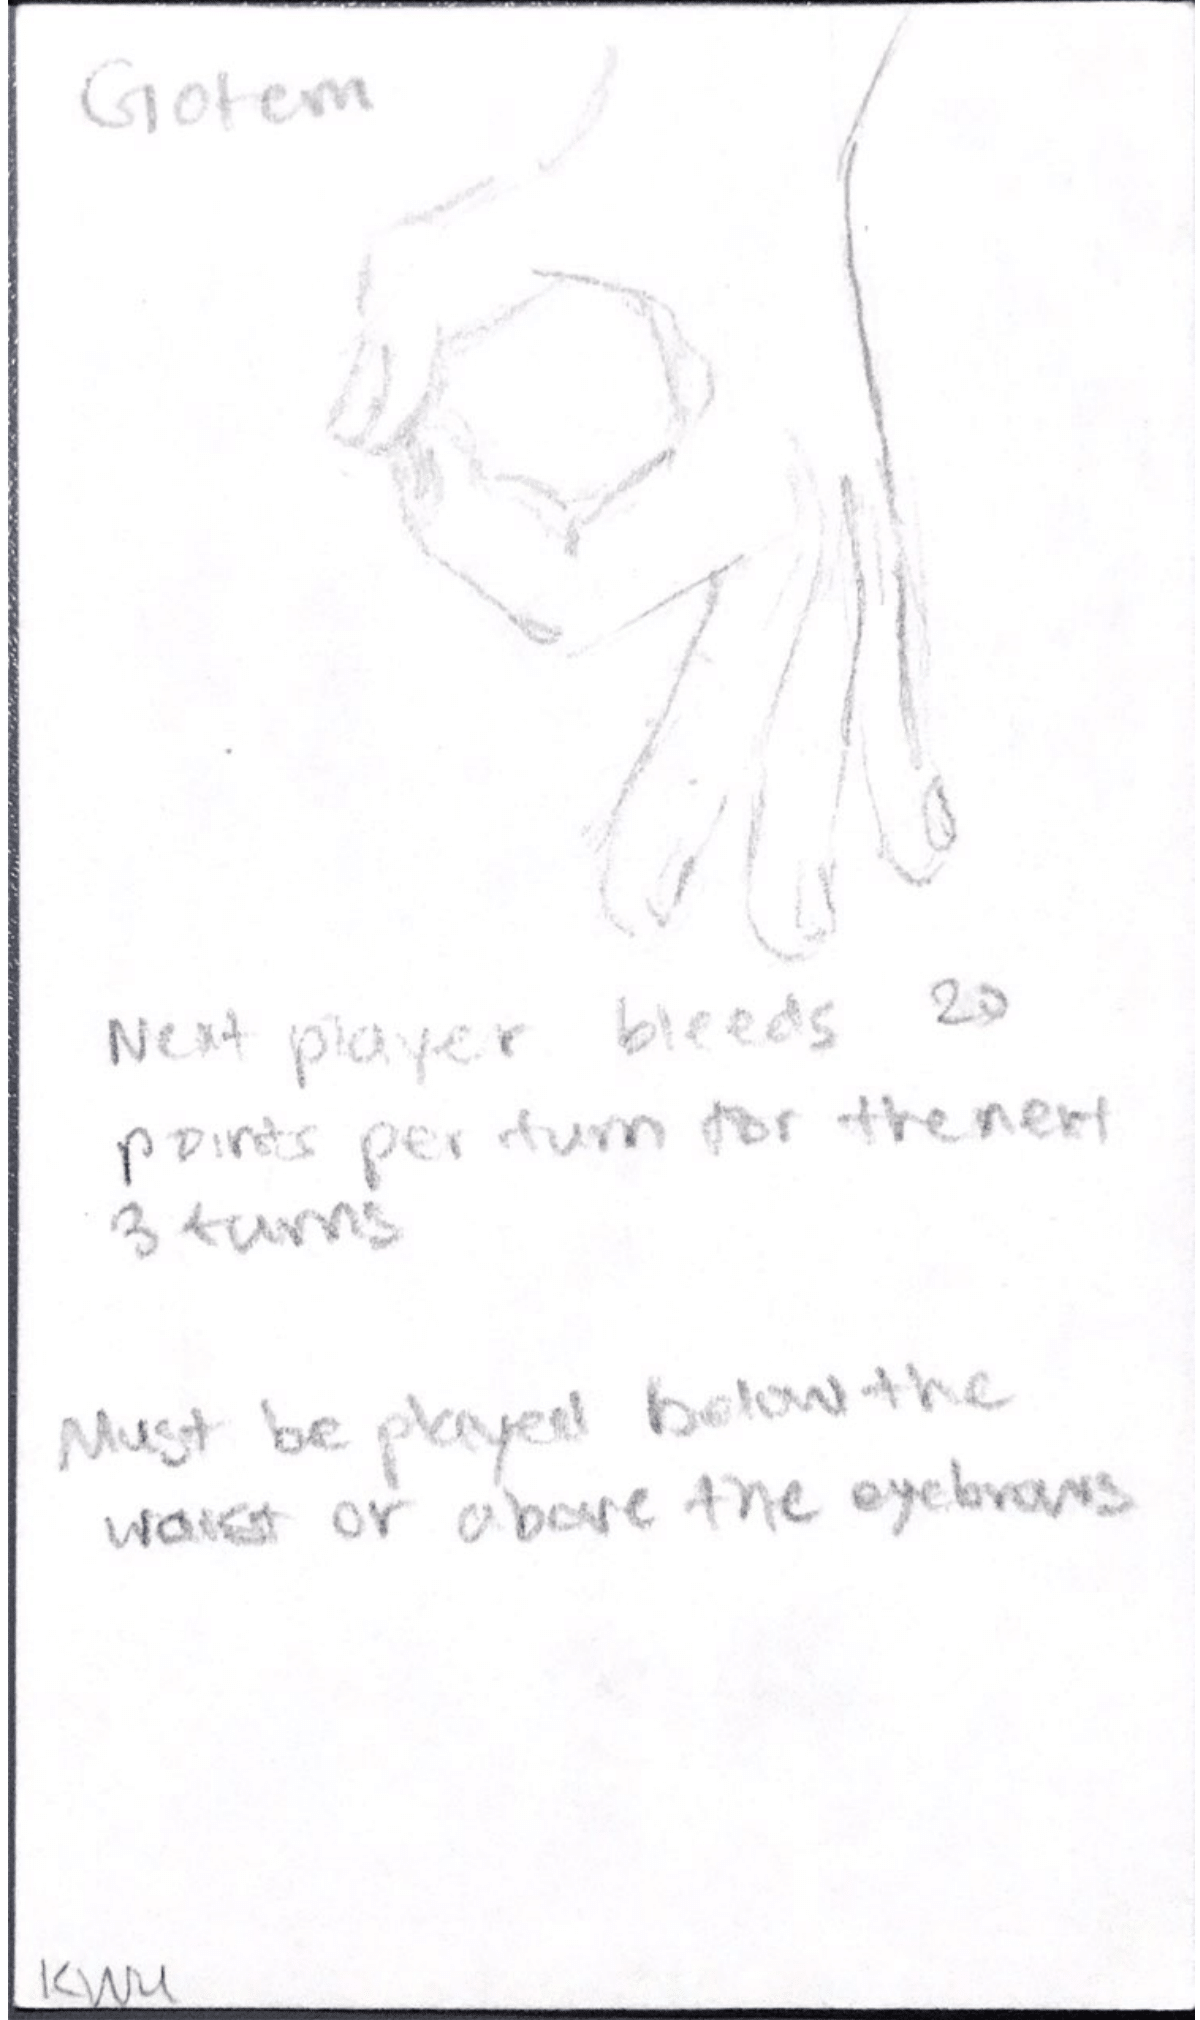 Gotem
Next player bleeds 20
points per turn for the next
3 turns
Must be played below the
waist or above the eyebrows